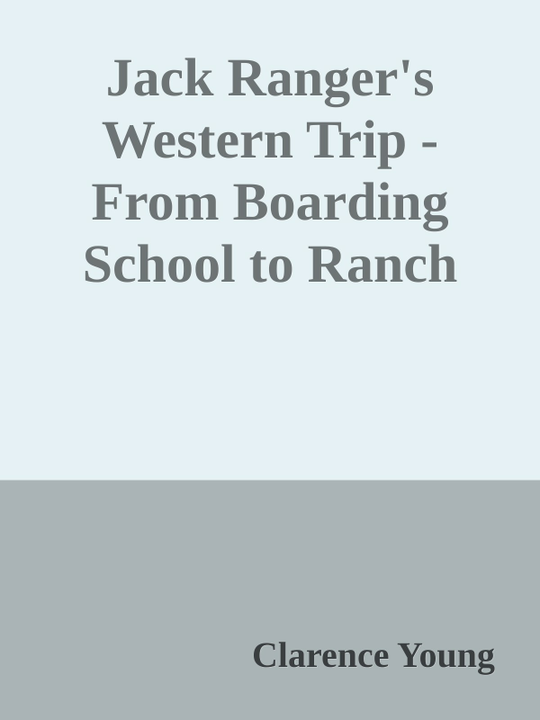 Jack Ranger's
Western Trip -
From Boarding
School to Ranch
Clarence Young